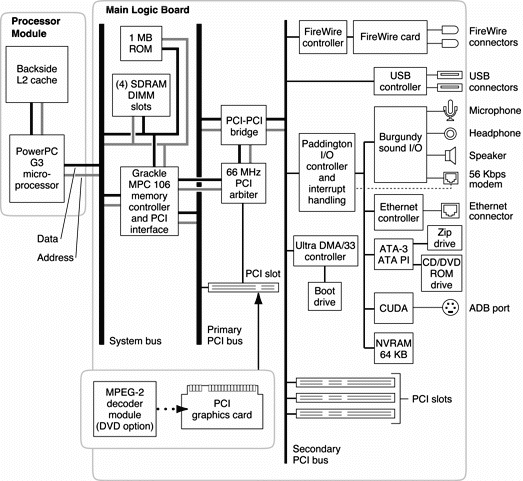 Processor
Module
Main Logic Board
Backside
L2 cache
PowerPC
G3
micro-
processor
Data
Address
1 MB
ROM
(4) SDRAM
DIMM
slots
Grackle
MPC 106
memory
controller
and PCI
interface
System bus
PCI-PCI
bridge
66 MHz
PCI
arbiter
PCI slot
Primary
PCI bus
MPEG-2
decoder
module
(DVD option)
PCI
graphics card
FireWire
controller
FireWire card
FireWire
connectors
USB
controller
USB
connectors
Paddington
I/O
controller
and
interrupt
handling
Burgundy
sound I/O
Microphone
Headphone
Speaker
56 Kbps
modem
Ethernet
controller
Ethernet
connector
Ultra DMA/33
controller
Boot
drive
ATA-3
ATA PI
Zip
drive
CD/DVD
ROM
drive
CUDA
ADB port
NVRAM
64 KB
PCI slots
Secondary
PCI bus